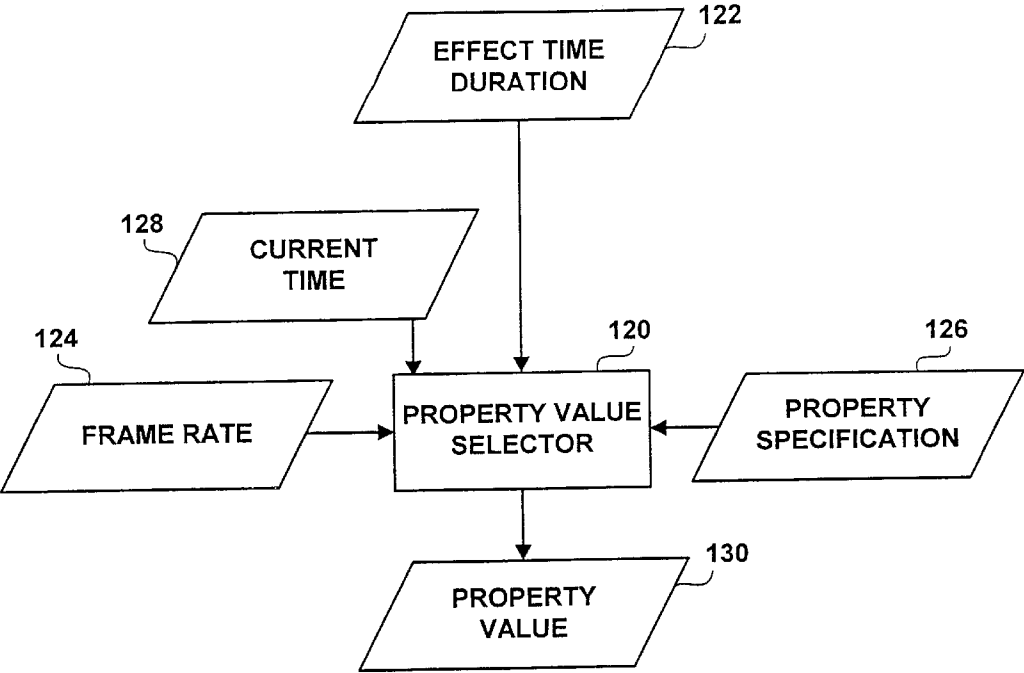 122
EFFECT TIME
DURATION
128
CURRENT
TIME
124
FRAME RATE
120
PROPERTY VALUE
SELECTOR
126
PROPERTY
SPECIFICATION
130
PROPERTY
VALUE